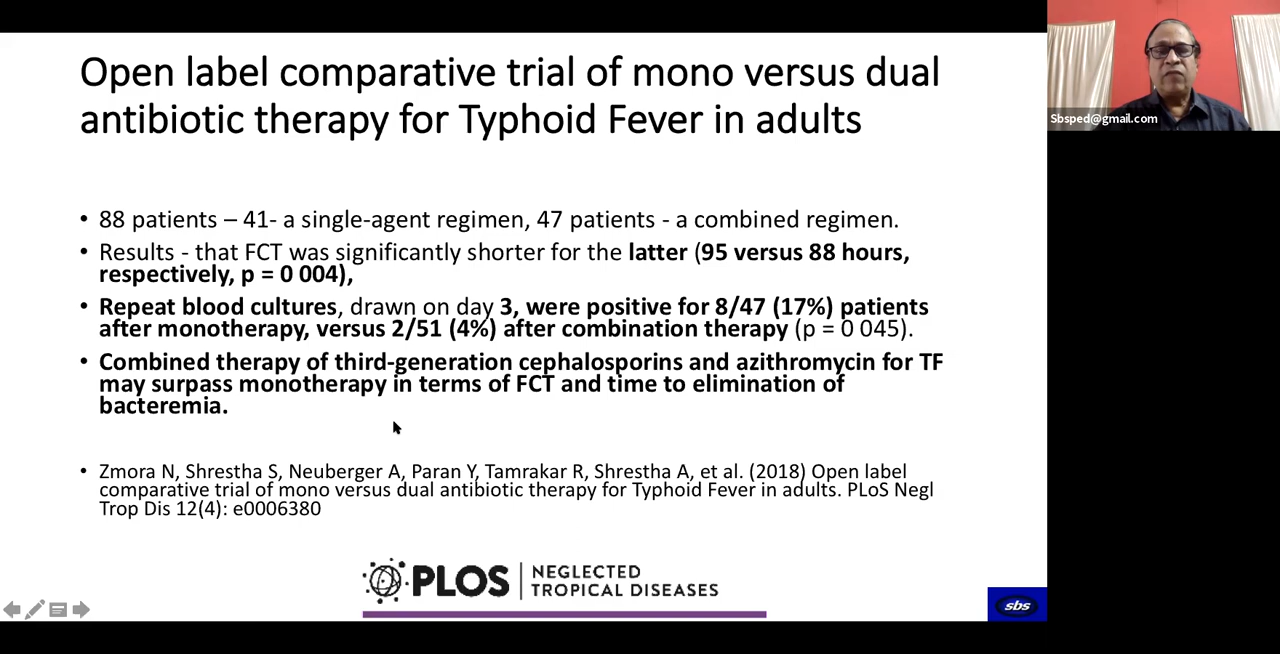 Open label comparative trial of mono versus dual
antibiotic therapy for Typhoid Fever in adults
Sbsped@gmail.com
• 88 patients – 41- a single-agent regimen, 47 patients - a combined regimen.
• Results - that FCT was significantly shorter for the latter (95 versus 88 hours,
respectively, p = 0 004),
• Repeat blood cultures, drawn on day 3, were positive for 8/47 (17%) patients
after monotherapy, versus 2/51 (4%) after combination therapy (p = 0 045).
• Combined therapy of third-generation cephalosporins and azithromycin for TF
may surpass monotherapy in terms of FCT and time to elimination of
bacteremia.
• Zmora N, Shrestha S, Neuberger A, Paran Y, Tamrakar R, Shrestha A, et al. (2018) Open label
comparative trial of mono versus dual antibiotic therapy for Typhoid Fever in adults. PLoS Negl
Trop Dis 12(4): e0006380
PLOS
NEGLECTED
TROPICAL DISEASES
sbs